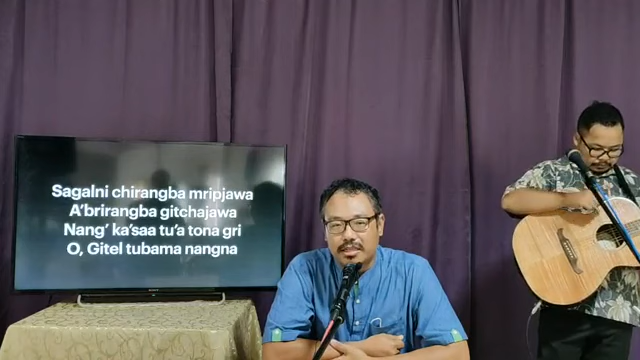 Sagalni chirangba mripjawa
A'brirangba gitchajawa
Nang' ka'saa tu'a tona gri
O, Gitel tubama nangna